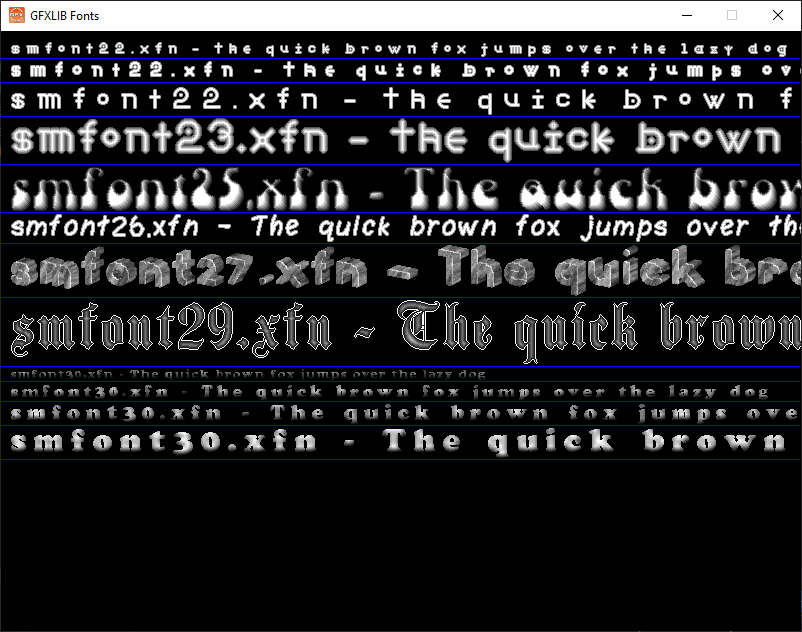 GFXLIB Fonts
smfont22.xfn - the quick brown fox jumps over the lazy dog
smfont22.xfn - the quick brown fox jumps ov
smfont22.xfn - the quick brown f
smfont23.xfn - the quick brown
smfont25.xfn - The quick brow
smfont26.xfn - The quick brown fox jumps over th
smfont27.xfn - The quick bro
smfont29.xfn - The quick brown
smfont30.xfn - The quick brown fox jumps over the lazy dog
smfont30.xfn - The quick brown fox jumps over the lazy dog
smfont30.xfn - The quick brown fox jumps ove
smfont30.xfn - The quick brown